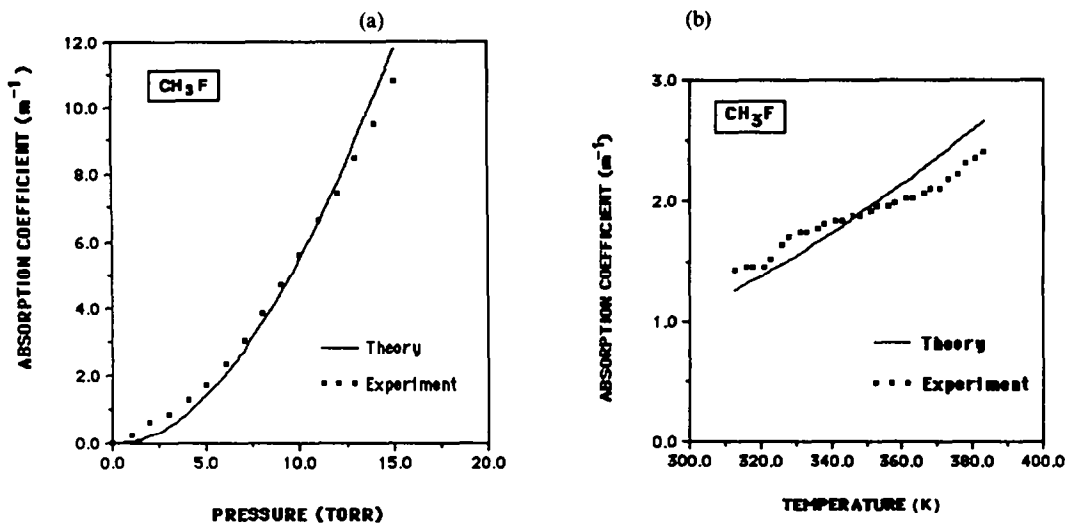 (a)
12.0
10.0
8.0
6.0
4.0
2.0
0.0
0.0 5.0 10.0 15.0 20.0
ABSORPTION COEFFICIENT (m⁻¹)
CH₃F
Theory
Experiment
PRESSURE (TORR)
(b)
3.0
2.0
1.0
0.0
300.0 320.0 340.0 360.0 380.0 400.0
ABSORPTION COEFFICIENT (m⁻¹)
CH₃F
Theory
Experiment
TEMPERATURE (K)